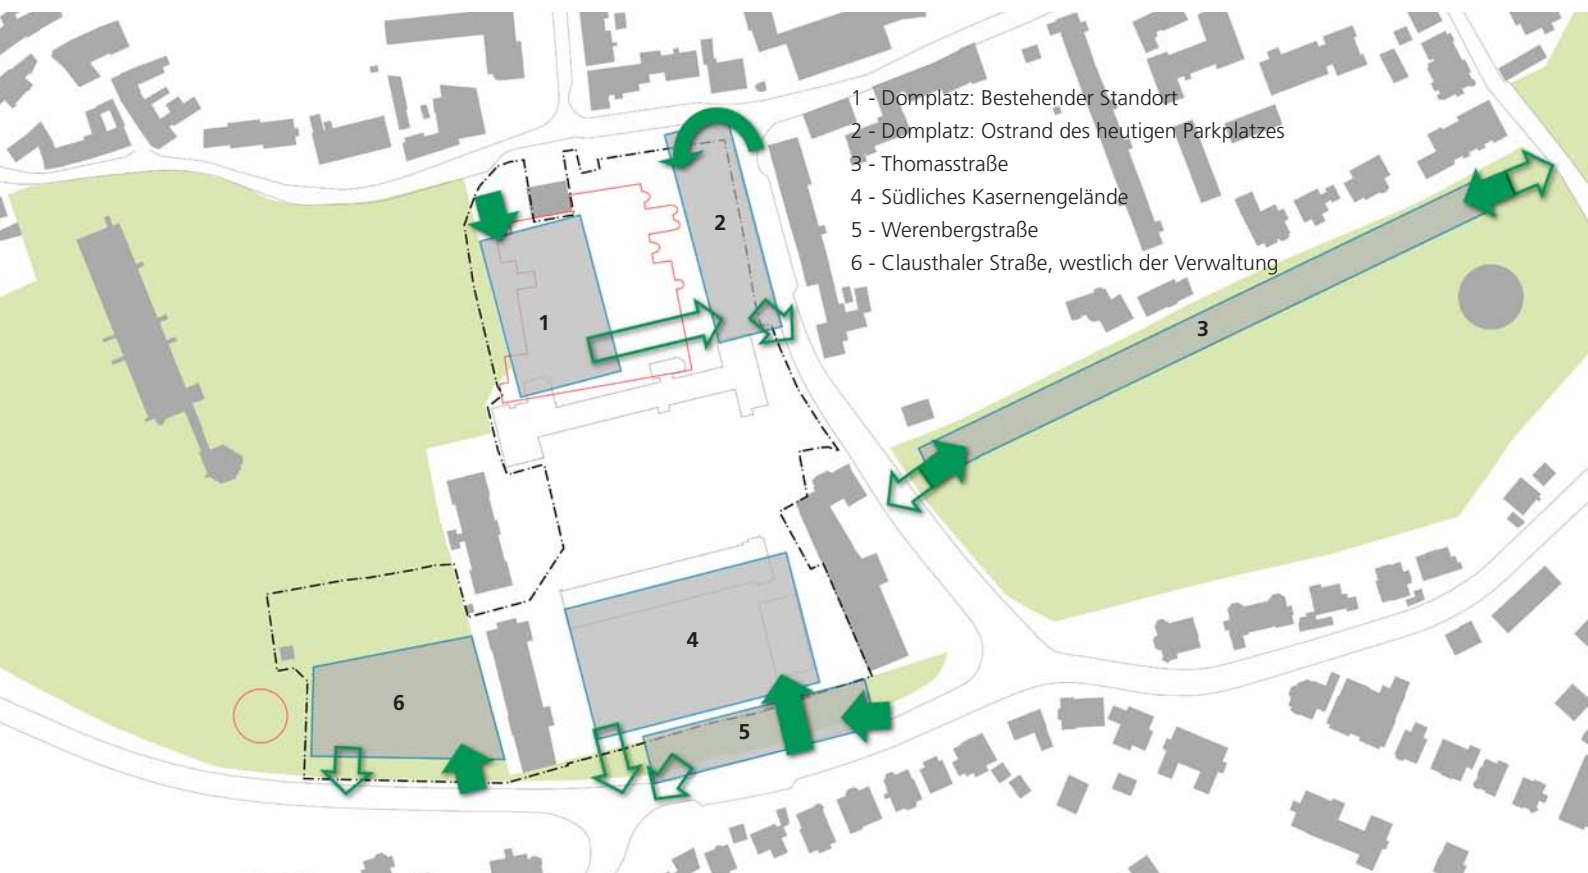 1 - Domplatz: Bestehender Standort
2 - Domplatz: Ostrand des heutigen Parkplatzes
3 - Thomasstraße
4 - Südliches Kasernengelände
5 - Werenbergstraße
6 - Clausthaler Straße, westlich der Verwaltung
2
1
3
4
6
5